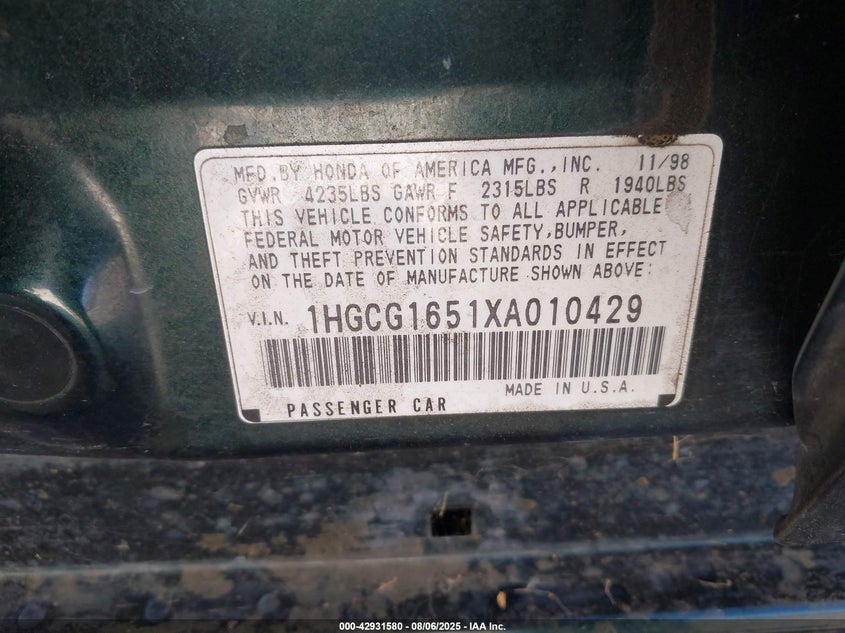 MFD. BY HONDA OF AMERICA MFG., INC. 11/98
GVWR 4235LBS GAWR F 2315LBS R 1940LBS
THIS VEHICLE CONFORMS TO ALL APPLICABLE
FEDERAL MOTOR VEHICLE SAFETY, BUMPER,
AND THEFT PREVENTION STANDARDS IN EFFECT
ON THE DATE OF MANUFACTURE SHOWN ABOVE:
V.I.N. 1HGCG1651XA010429
MADE IN U.S.A.
PASSENGER CAR
000-42931580 - 08/06/2025 - IAA Inc.